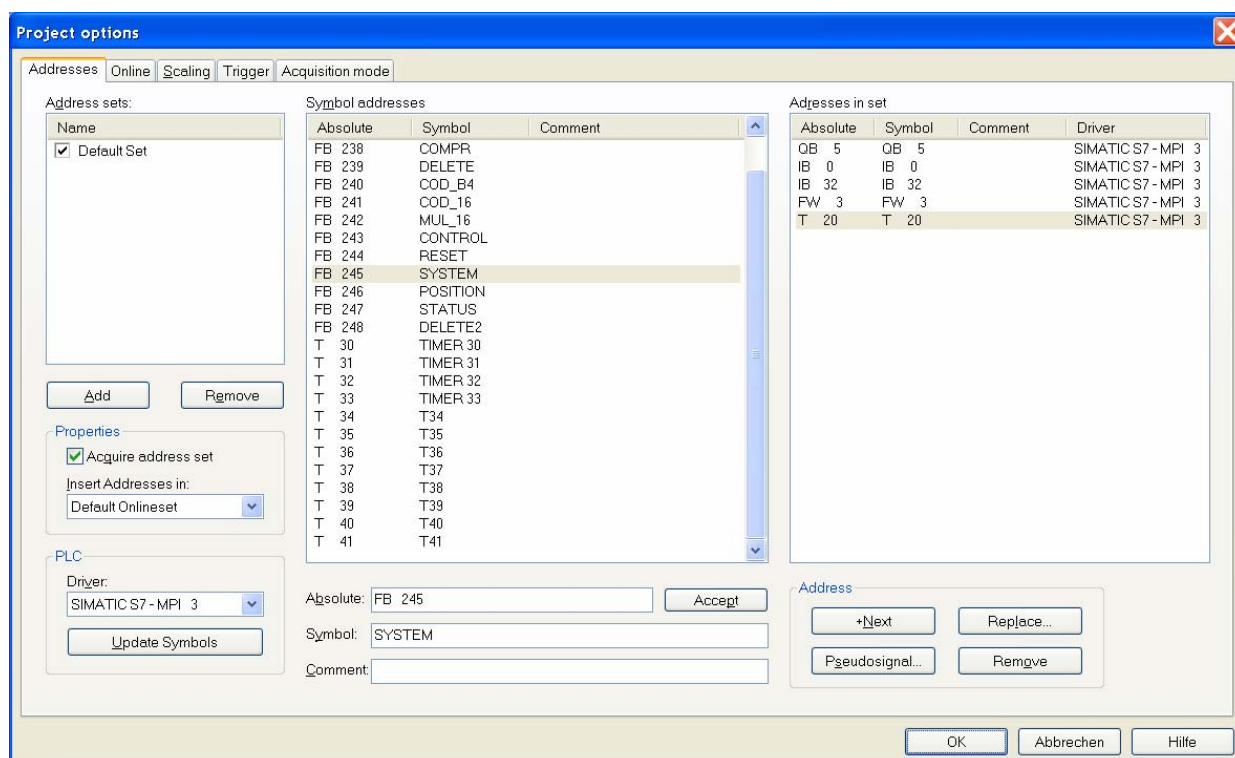 Project options
Addresses Online Scaling Trigger Acquisition mode
Address sets:
Name
Default Set
Add Remove
Properties
Acquire address set
Insert Addresses in:
Default Onlineset
PLC
Driver:
SIMATIC S7 - MPI 3
Update Symbols
Symbol addresses
Absolute Symbol Comment
FB 238 COMPR
FB 239 DELETE
FB 240 COD_B4
FB 241 COD_16
FB 242 MUL_16
FB 243 CONTROL
FB 244 RESET
FB 245 SYSTEM
FB 246 POSITION
FB 247 STATUS
FB 248 DELETE2
T 30 TIMER 30
T 31 TIMER 31
T 32 TIMER 32
T 33 TIMER 33
T 34 T34
T 35 T35
T 36 T36
T 37 T37
T 38 T38
T 39 T39
T 40 T40
T 41 T41
Absolute: FB 245 Accept
Symbol: SYSTEM
Comment:
Adresses in set
Absolute Symbol Comment Driver
QB 5 QB 5 SIMATIC S7 - MPI 3
IB 0 IB 0 SIMATIC S7 - MPI 3
IB 32 IB 32 SIMATIC S7 - MPI 3
FW 3 FW 3 SIMATIC S7 - MPI 3
T 20 T 20 SIMATIC S7 - MPI 3
Address
+Next Replace...
Pseudosignal... Remove
OK Abbrechen Hilfe